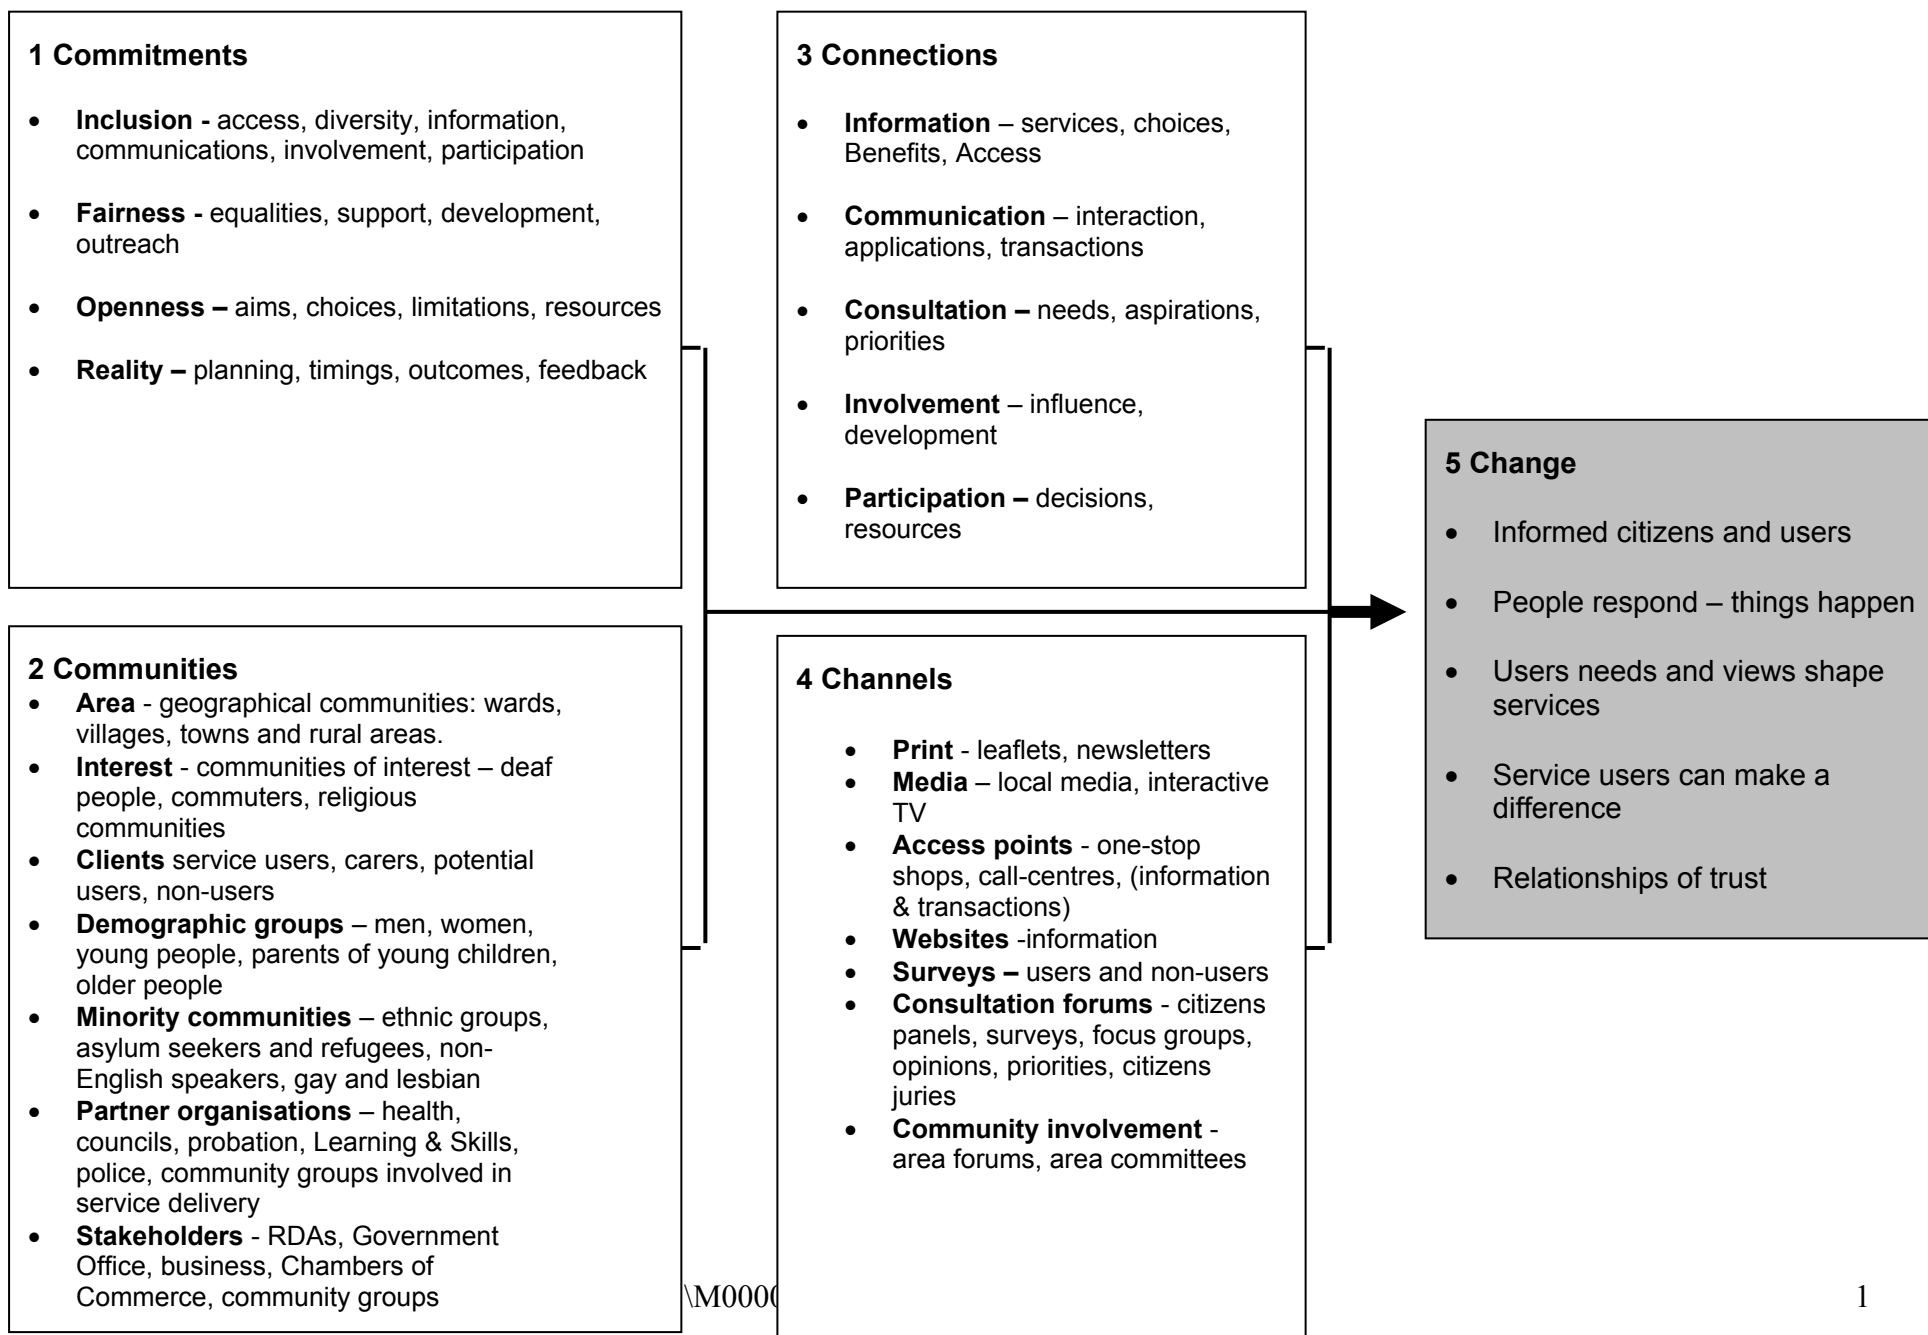 1 Commitments
• Inclusion - access, diversity, information,
communications, involvement, participation
• Fairness - equalities, support, development,
outreach
• Openness – aims, choices, limitations, resources
• Reality – planning, timings, outcomes, feedback
2 Communities
• Area - geographical communities: wards,
villages, towns and rural areas.
• Interest - communities of interest – deaf
people, commuters, religious
communities
• Clients service users, carers, potential
users, non-users
• Demographic groups – men, women,
young people, parents of young children,
older people
• Minority communities – ethnic groups,
asylum seekers and refugees, non-
English speakers, gay and lesbian
• Partner organisations – health,
councils, probation, Learning & Skills,
police, community groups involved in
service delivery
• Stakeholders - RDAs, Government
Office, business, Chambers of
Commerce, community groups
3 Connections
• Information – services, choices,
Benefits, Access
• Communication – interaction,
applications, transactions
• Consultation – needs, aspirations,
priorities
• Involvement – influence,
development
• Participation – decisions,
resources
4 Channels
• Print - leaflets, newsletters
• Media – local media, interactive
TV
• Access points - one-stop
shops, call-centres, (information
& transactions)
• Websites -information
• Surveys – users and non-users
• Consultation forums - citizens
panels, surveys, focus groups,
opinions, priorities, citizens
juries
• Community involvement -
area forums, area committees
5 Change
• Informed citizens and users
• People respond – things happen
• Users needs and views shape
services
• Service users can make a
difference
• Relationships of trust
1